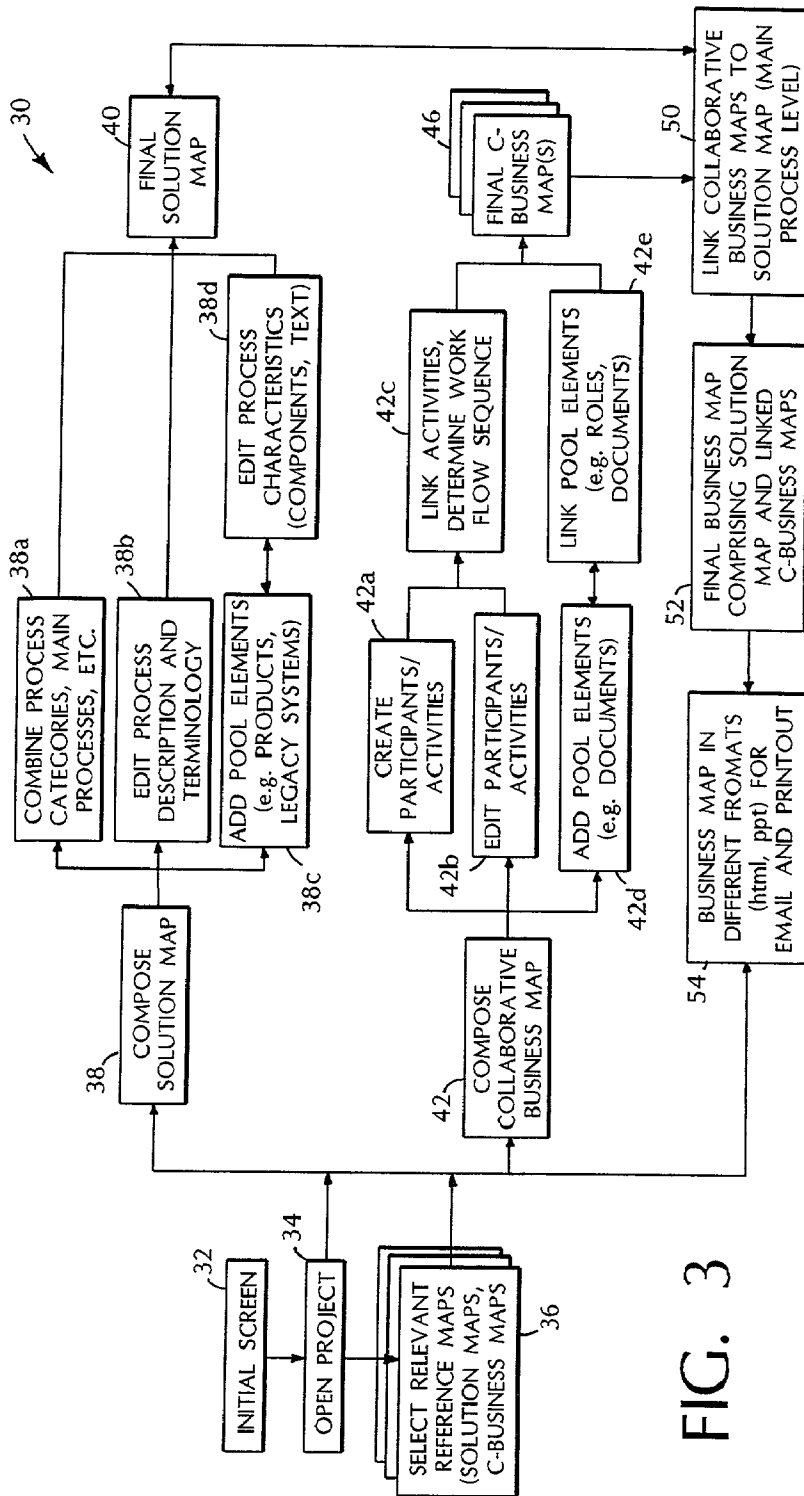 30
32
INITIAL SCREEN
34
OPEN PROJECT
SELECT RELEVANT
REFERENCE MAPS
(SOLUTION MAPS,
C-BUSINESS MAPS
36
38
COMPOSE
SOLUTION MAP
38a
COMBINE PROCESS
CATEGORIES, MAIN
PROCESSES, ETC.
38b
EDIT PROCESS
DESCRIPTION AND
TERMINOLOGY
ADD POOL ELEMENTS
(e.g. PRODUCTS,
LEGACY SYSTEMS)
38c
38d
EDIT PROCESS
CHARACTERISTICS
(COMPONENTS, TEXT)
40
FINAL
SOLUTION
MAP
42
COMPOSE
COLLABORATIVE
BUSINESS MAP
42a
CREATE
PARTICIPANTS/
ACTIVITIES
42b
EDIT PARTICIPANTS/
ACTIVITIES
42c
LINK ACTIVITIES,
DETERMINE WORK
FLOW SEQUENCE
ADD POOL ELEMENTS
(e.g. DOCUMENTS)
42d
LINK POOL ELEMENTS
(e.g. ROLES,
DOCUMENTS)
42e
46
FINAL C-
BUSINESS
MAP(S)
LINK COLLABORATIVE
BUSINESS MAPS TO
SOLUTION MAP (MAIN
PROCESS LEVEL)
50
FINAL BUSINESS MAP
COMPRISING SOLUTION
MAP AND LINKED
C-BUSINESS MAPS
52
BUSINESS MAP IN
DIFFERENT FROMATS
(html, ppt) FOR
EMAIL AND PRINTOUT
54
FIG. 3